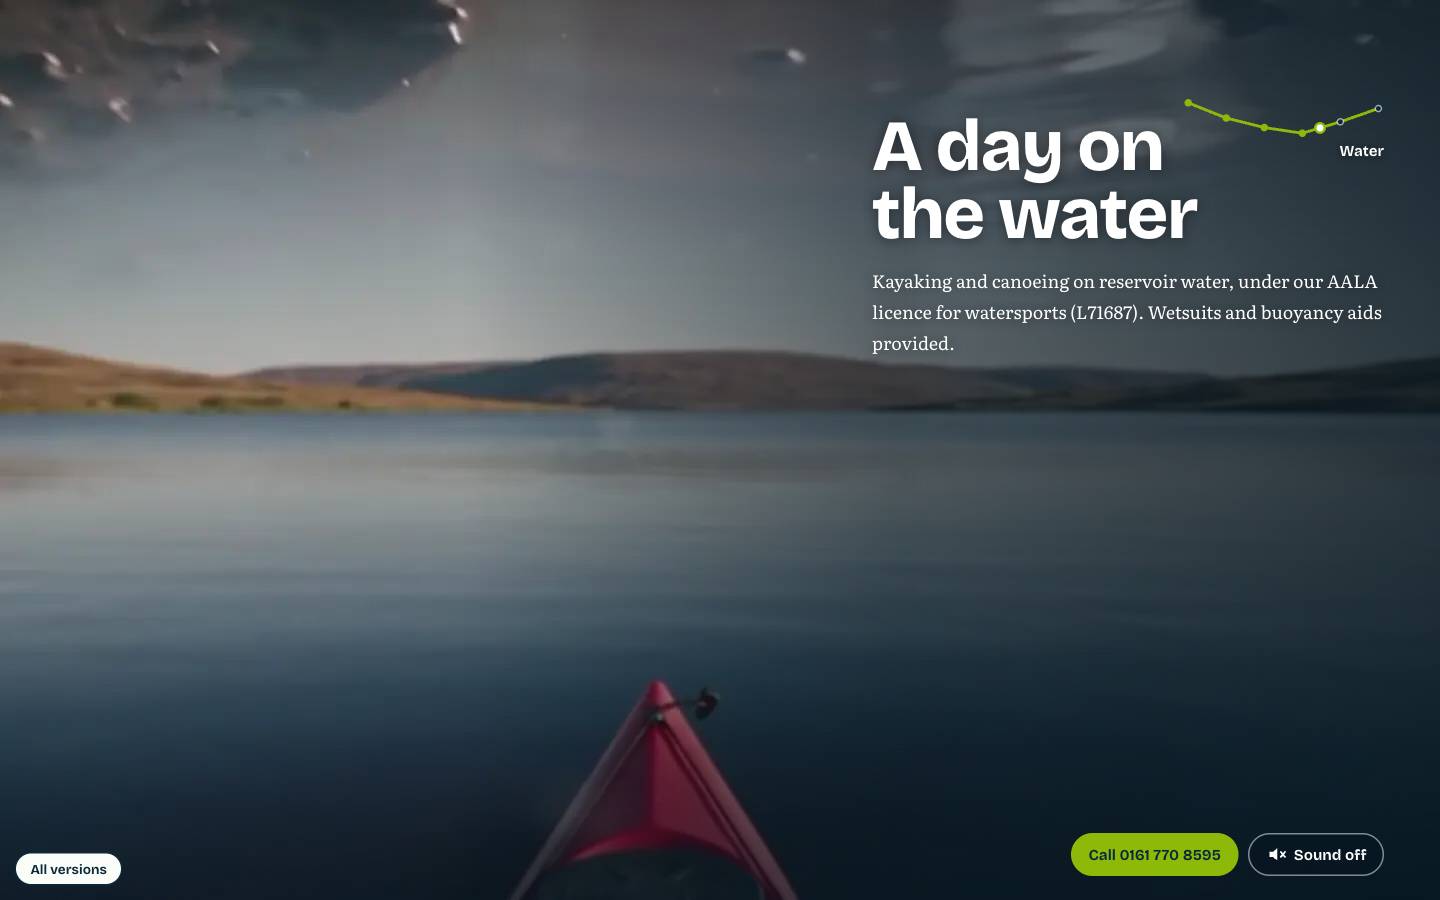 A day on
the water
Water
Kayaking and canoeing on reservoir water, under our AALA
licence for watersports (L71687). Wetsuits and buoyancy aids
provided.
All versions
Call 0161 770 8595
Sound off